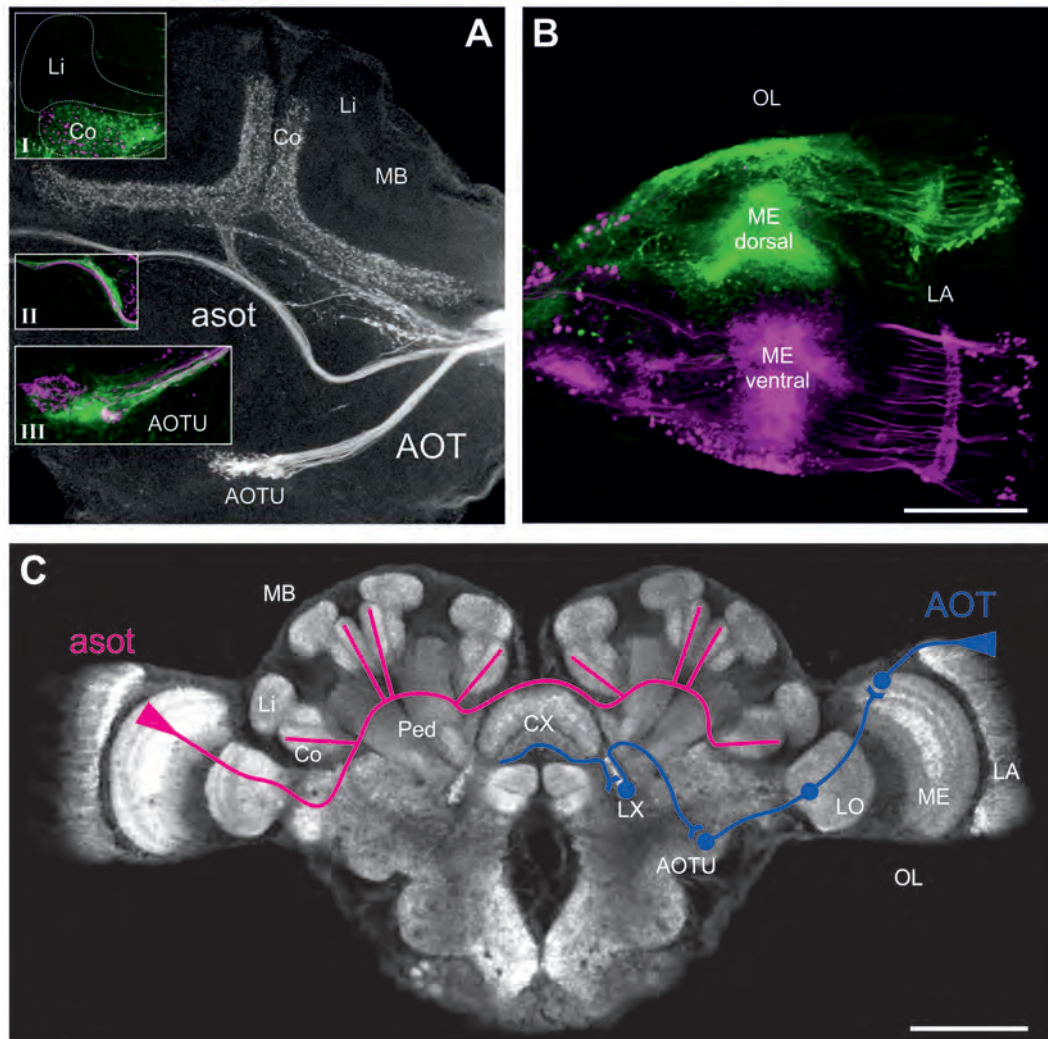 A
Li
Co
I
Li
Co
MB
II
asot
III
AOTU
AOT
AOTU
B
OL
ME
dorsal
LA
ME
ventral
C
MB
asot
AOT
Li
Co
Ped
CX
LX
AOTU
LO
ME
LA
OL